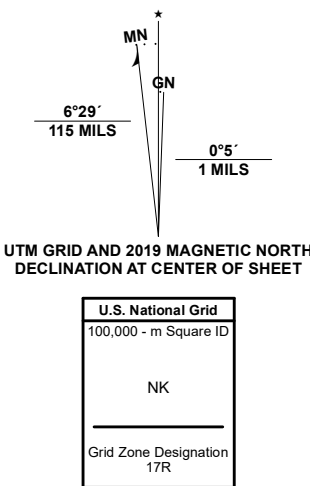 ★
MN
GN
6°29´
115 MILS
0°5´
1 MILS
UTM GRID AND 2019 MAGNETIC NORTH
DECLINATION AT CENTER OF SHEET
U.S. National Grid
100,000 - m Square ID
NK
Grid Zone Designation
17R